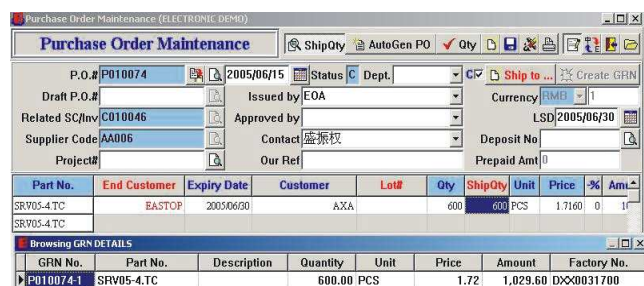 Purchase Order Maintenance (ELECTRONIC DEMO)
Purchase Order Maintenance ShipQty AutoGen PO Qty
P.O.# P010074 2005/06/15 Status C Dept. C Ship to ... Create GRN
Draft P.O.# Issued by EOA Currency RMB 1
Related SC/Inv C010046 Approved by LSD 2005/06/30
Supplier Code AA006 Contact 盛振权 Deposit No
Project# Our Ref Prepaid Amt 0
Part No. End Customer Expiry Date Customer Lot# Qty ShipQty Unit Price -%
SRV05-4.TC EASTOP 2005/06/30 AXA 600 600 PCS 1.7160 0
SRV05-4.TC
Browsing GRN DETAILS
GRN No. Part No. Description Quantity Unit Price Amount Factory No.
P010074-1 SRV05-4.TC 600.00 PCS 1.72 1,029.60 DXX0031700